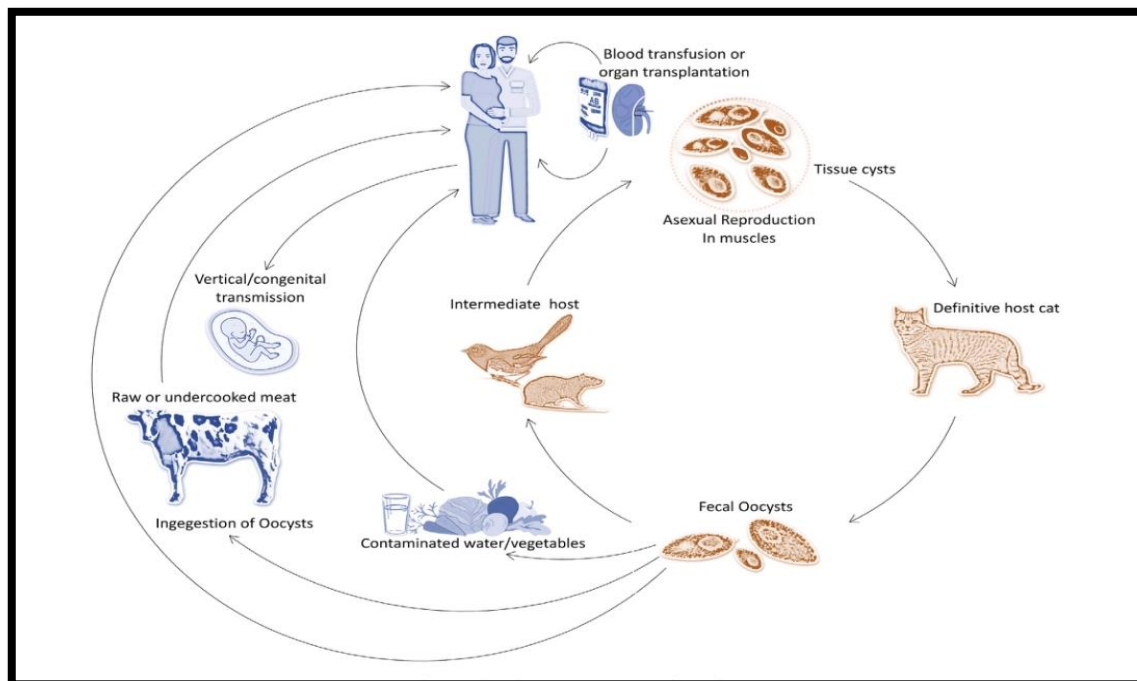 Blood transfusion or
organ transplantation
AB
Tissue cysts
Asexual Reproduction
In muscles
Vertical/congenital
transmission
Intermediate host
Definitive host cat
Raw or undercooked meat
Ingegestion of Oocysts
Fecal Oocysts
Contaminated water/vegetables